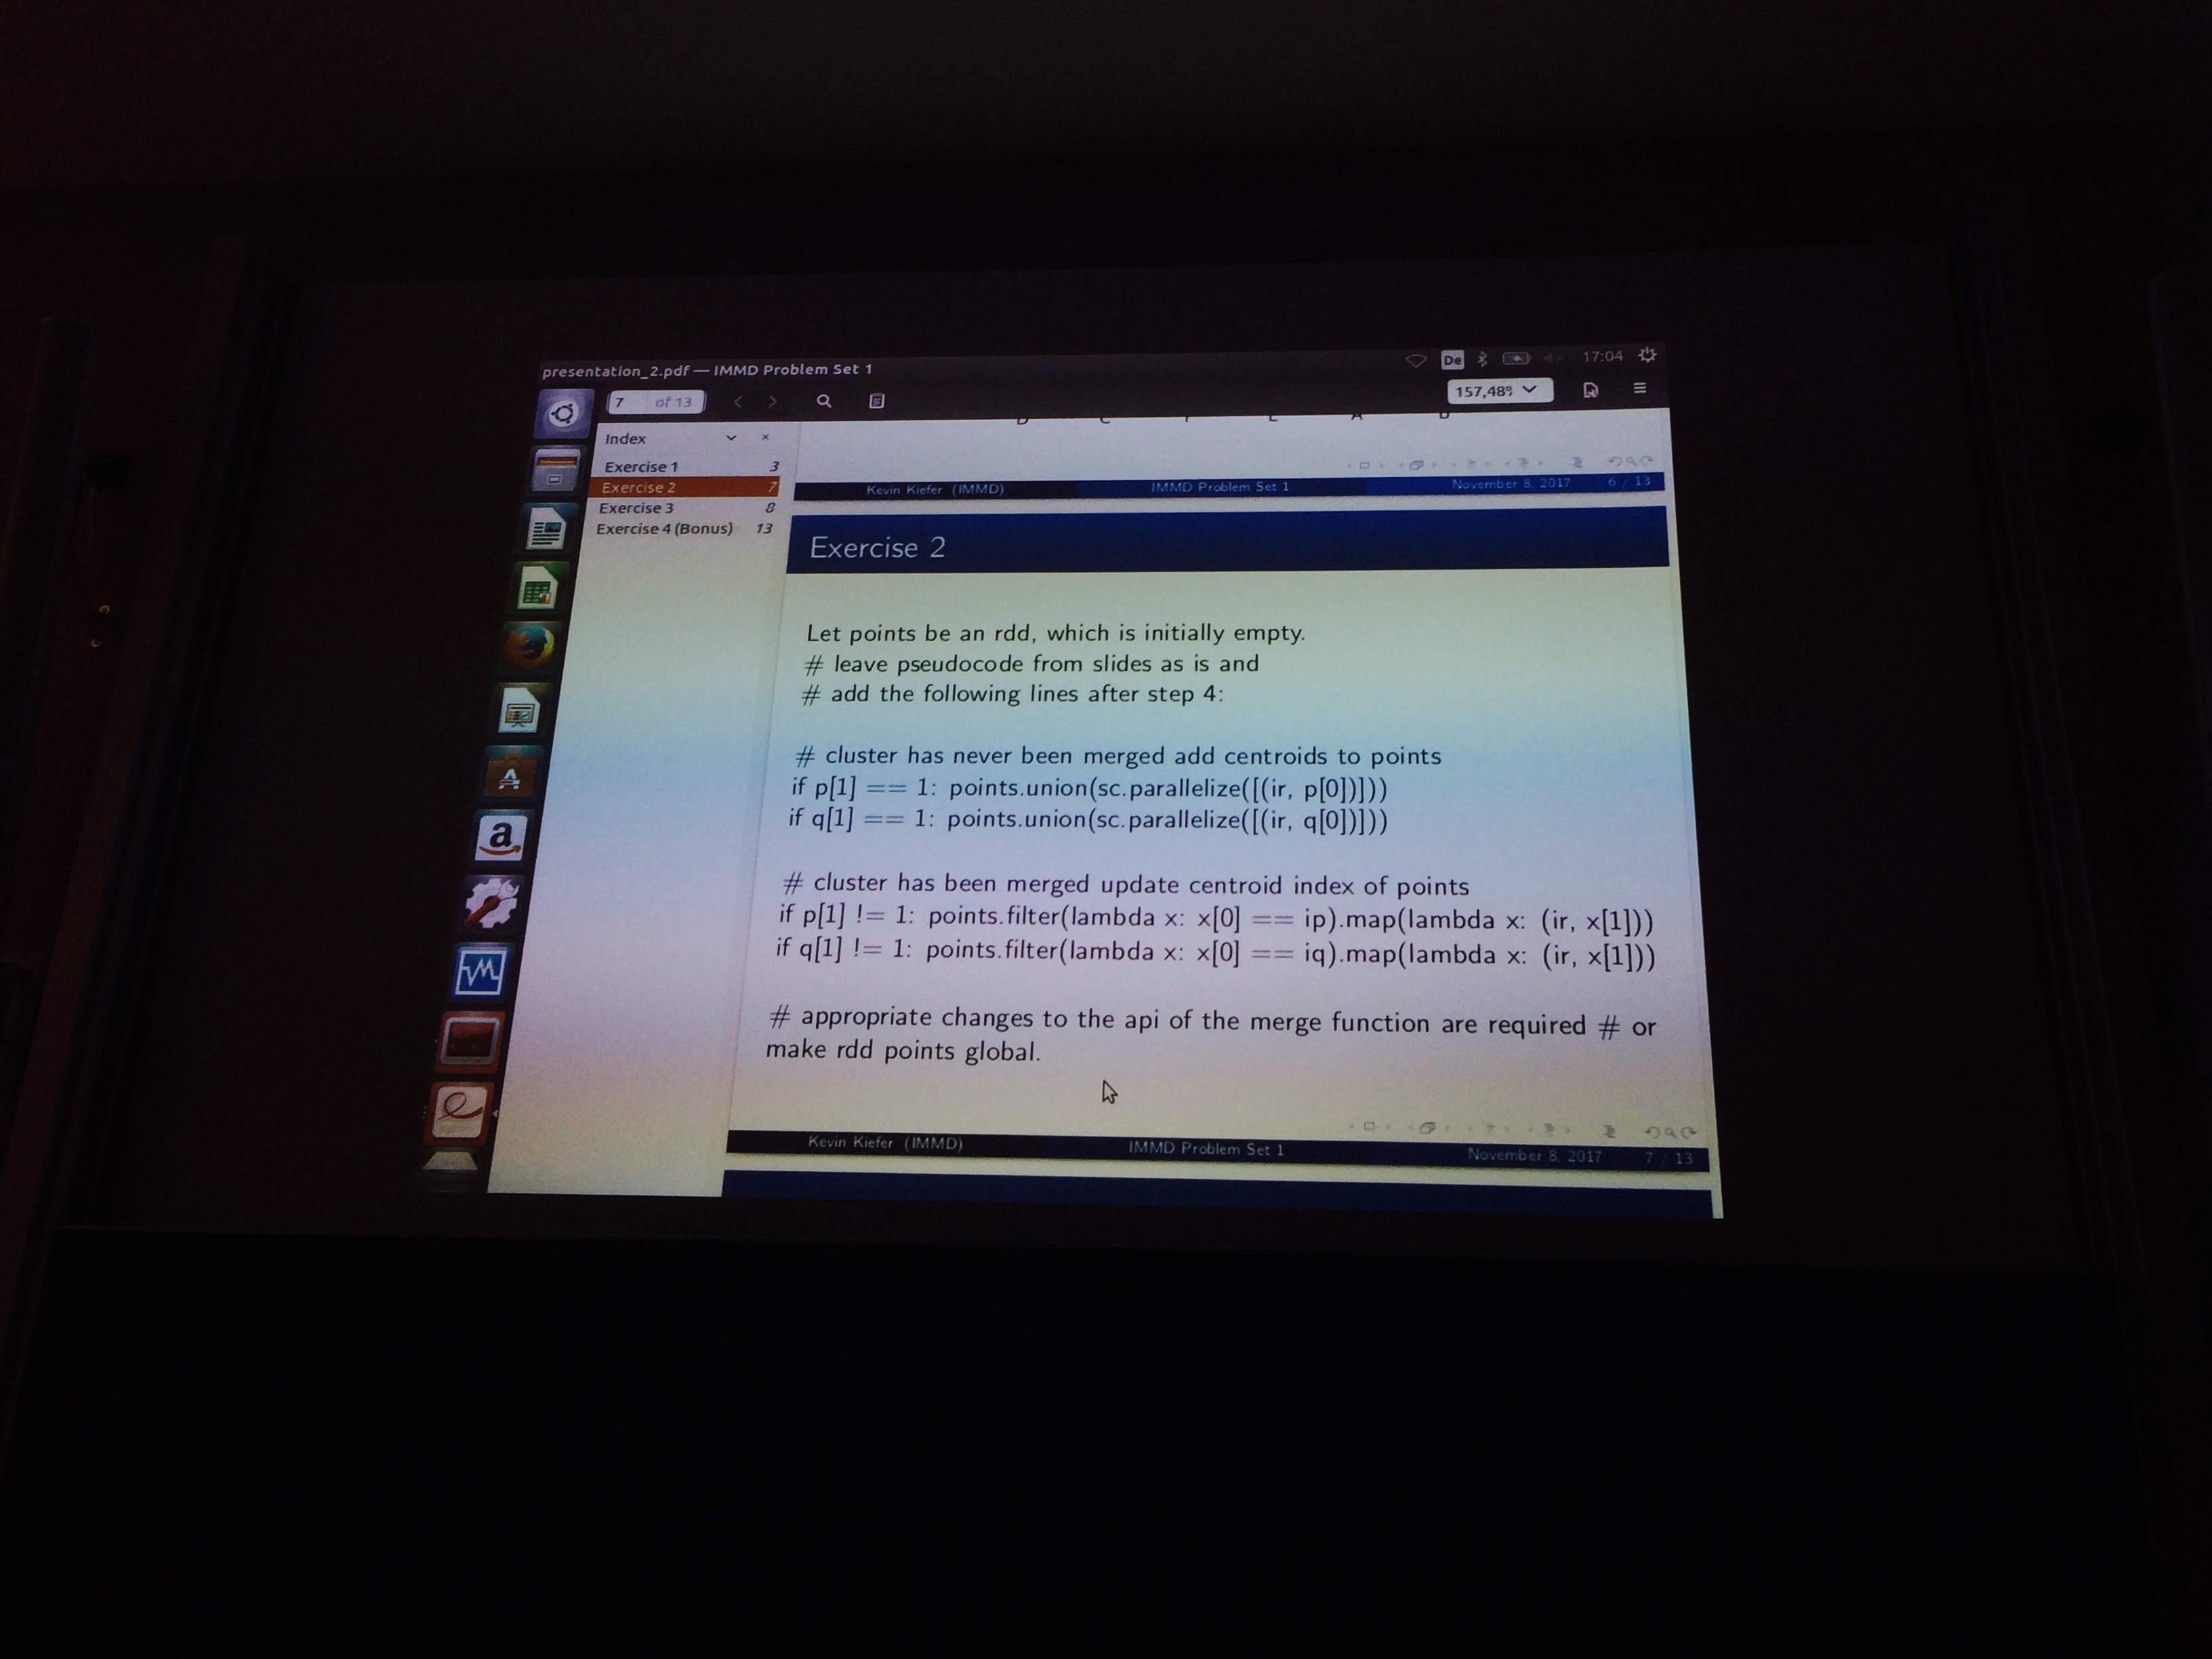 presentation_2.pdf — IMMD Problem Set 1
De
17:04
7 of 13
157,48%
Index
Exercise 1 3
Exercise 2 7
Exercise 3 8
Exercise 4 (Bonus) 13
Kevin Kiefer (IMMD) IMMD Problem Set 1 November 8, 2017 6 / 13
Exercise 2
Let points be an rdd, which is initially empty.
# leave pseudocode from slides as is and
# add the following lines after step 4:
# cluster has never been merged add centroids to points
if p[1] == 1: points.union(sc.parallelize([(ir, p[0])]))
if q[1] == 1: points.union(sc.parallelize([(ir, q[0])]))
# cluster has been merged update centroid index of points
if p[1] != 1: points.filter(lambda x: x[0] == ip).map(lambda x: (ir, x[1]))
if q[1] != 1: points.filter(lambda x: x[0] == iq).map(lambda x: (ir, x[1]))
# appropriate changes to the api of the merge function are required # or
make rdd points global.
Kevin Kiefer (IMMD) IMMD Problem Set 1 November 8, 2017 7 / 13